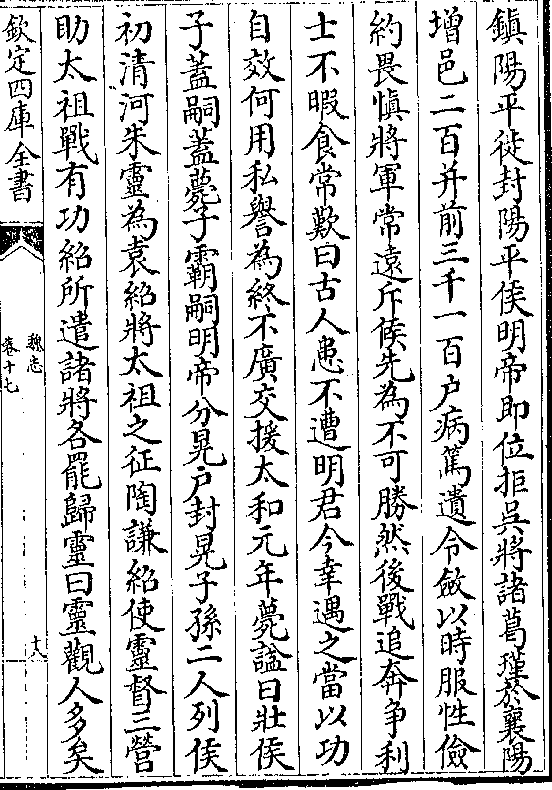 鎮陽平徙封陽平侯明帝即位拒吳將諸葛瑾於襄陽
增邑二百并前三千一百户病篤遺令斂以時服性儉
約畏慎將軍常遠斥候先為不可勝然後戰追奔争利
士不暇食常歎曰古人患不遭明君今幸遇之當以功
自效何用私譽為終不廣交援太和元年薨諡曰壯侯
子蓋嗣蓋薨子霸嗣明帝分晃户封晃子孫二人列侯
初清河朱靈為袁紹將太祖之征陶謙紹使靈督三營
助太祖戰有功紹所遣諸將各罷歸靈曰靈觀人多矣
欽定四庫全書
魏志
卷十七
十八